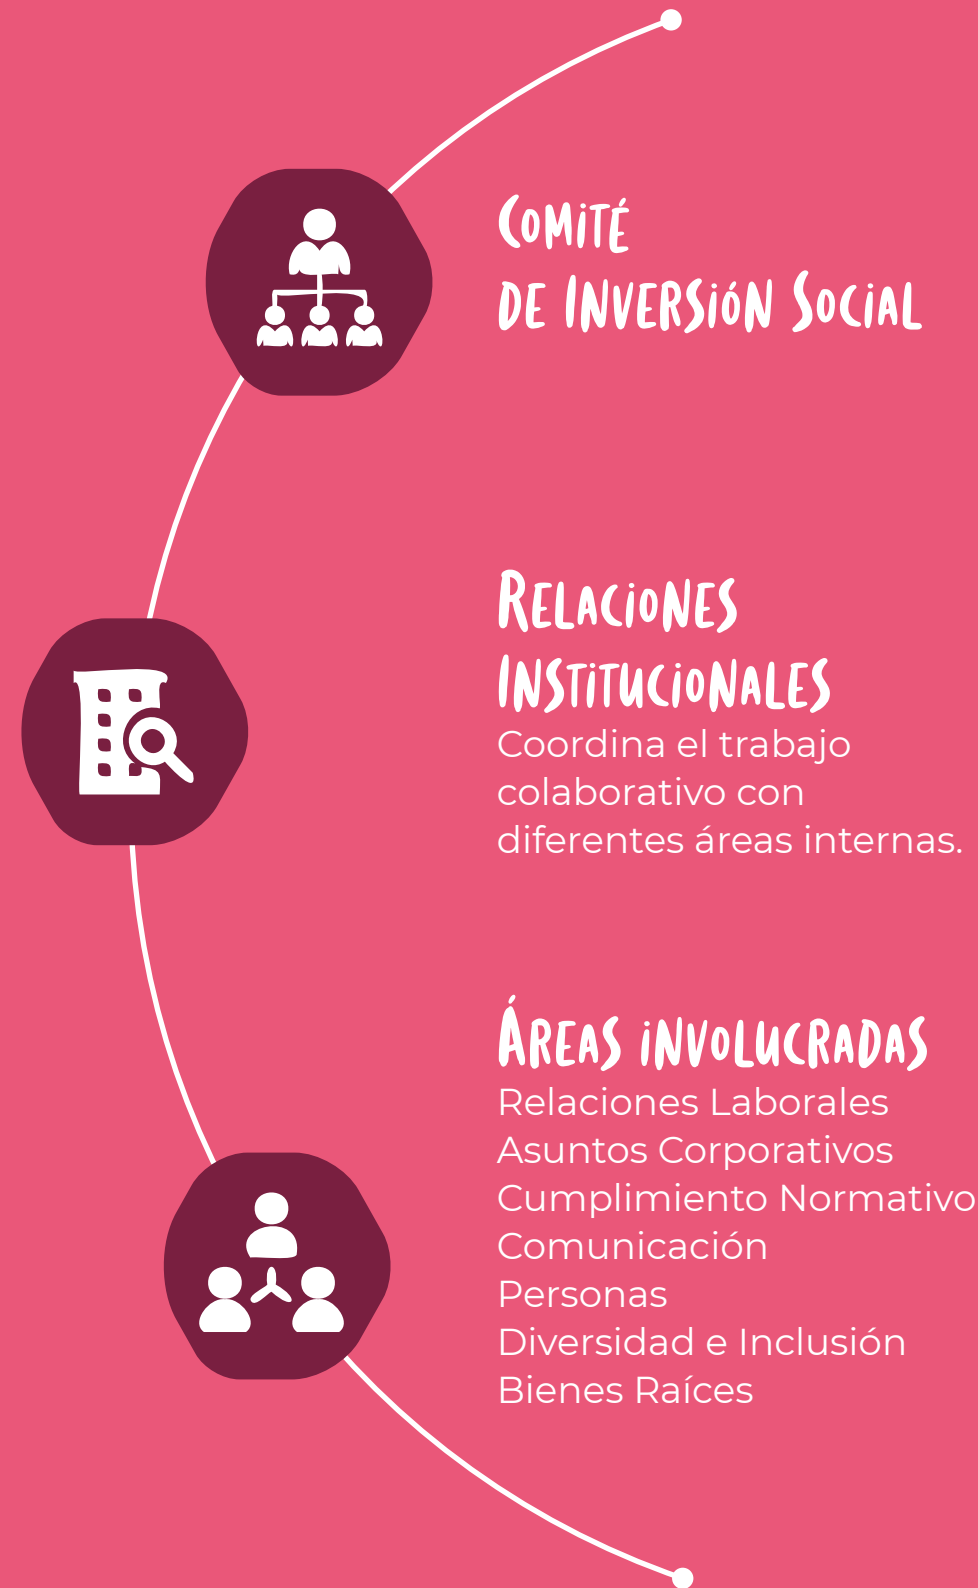 Comité
de Inversión Social
Relaciones
Institucionales
Coordina el trabajo
colaborativo con
diferentes áreas internas.
Áreas involucradas
Relaciones Laborales
Asuntos Corporativos
Cumplimiento Normativo
Comunicación
Personas
Diversidad e Inclusión
Bienes Raíces